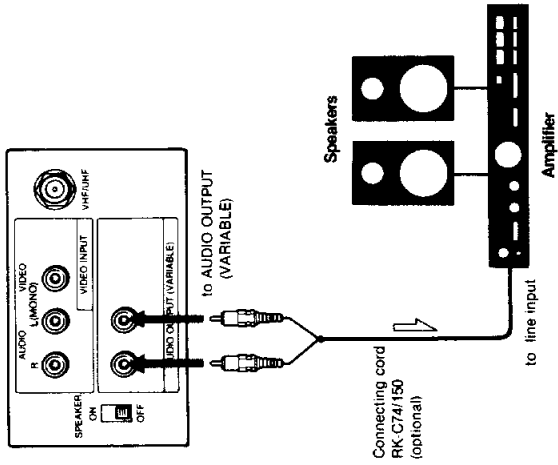 SPEAKER
ON
OFF
AUDIO
R
L(MONO)
VIDEO
VIDEO INPUT
VHF/UHF
AUDIO OUTPUT (VARIABLE)
to AUDIO OUTPUT
(VARIABLE)
Connecting cord
RK-C74/150
(optional)
Speakers
to line input
Amplifier